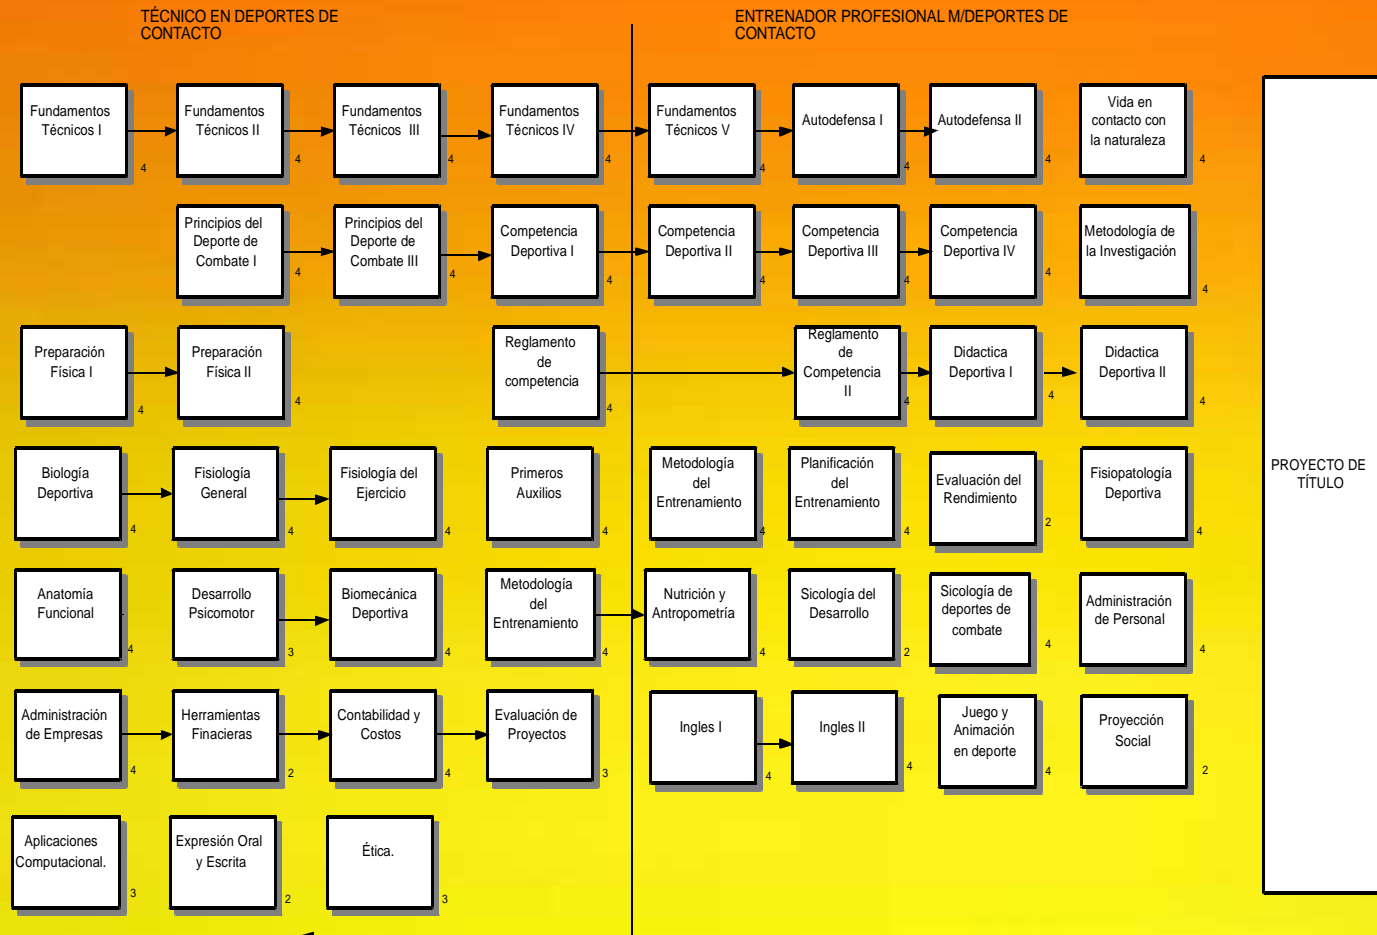 TÉCNICO EN DEPORTES DE
CONTACTO
ENTRENADOR PROFESIONAL M/DEPORTES DE
CONTACTO
Fundamentos
Técnicos I
4
Fundamentos
Técnicos II
4
Fundamentos
Técnicos III
4
Fundamentos
Técnicos IV
4
Fundamentos
Técnicos V
4
Autodefensa I
4
Autodefensa II
4
Vida en
contacto con
la naturaleza
4
Principios del
Deporte de
Combate I
4
Principios del
Deporte de
Combate III
4
Competencia
Deportiva I
4
Competencia
Deportiva II
4
Competencia
Deportiva III
4
Competencia
Deportiva IV
4
Metodología de
la Investigación
4
Preparación
Física I
4
Preparación
Física II
4
Reglamento
de
competencia
4
Reglamento
de
Competencia
II
4
Didactica
Deportiva I
4
Didactica
Deportiva II
4
Biología
Deportiva
4
Fisiología
General
4
Fisiología del
Ejercicio
4
Primeros
Auxilios
4
Metodología
del
Entrenamiento
4
Planificación
del
Entrenamiento
4
Evaluación del
Rendimiento
2
Fisiopatología
Deportiva
4
Anatomía
Funcional
4
Desarrollo
Psicomotor
3
Biomecánica
Deportiva
4
Metodología
del
Entrenamiento
4
Nutrición y
Antropometría
4
Sicología del
Desarrollo
2
Sicología de
deportes de
combate
4
Administración
de Personal
4
Administración
de Empresas
4
Herramientas
Finacieras
2
Contabilidad y
Costos
4
Evaluación de
Proyectos
3
Ingles I
4
Ingles II
4
Juego y
Animación
en deporte
4
Proyección
Social
2
Aplicaciones
Computacional.
3
Expresión Oral
y Escrita
2
Ética.
3
PROYECTO DE
TÍTULO